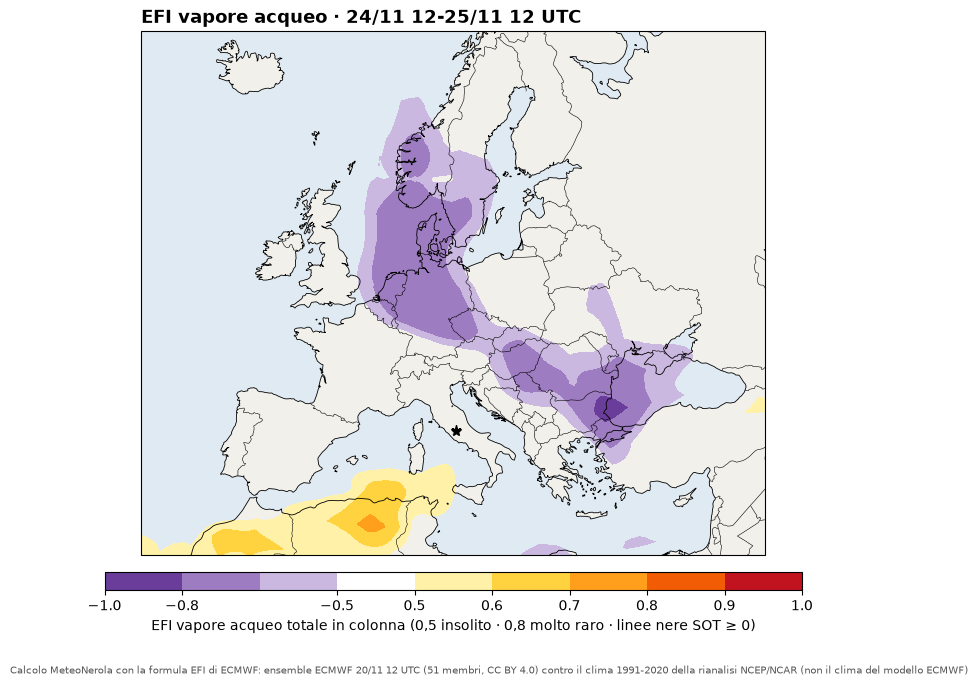 EFI vapore acqueo · 24/11 12-25/11 12 UTC
−1.0 −0.8 −0.5 0.5 0.6 0.7 0.8 0.9 1.0
EFI vapore acqueo totale in colonna (0,5 insolito · 0,8 molto raro · linee nere SOT ≥ 0)
Calcolo MeteoNerola con la formula EFI di ECMWF: ensemble ECMWF 20/11 12 UTC (51 membri, CC BY 4.0) contro il clima 1991-2020 della rianalisi NCEP/NCAR (non il clima del modello ECMWF)